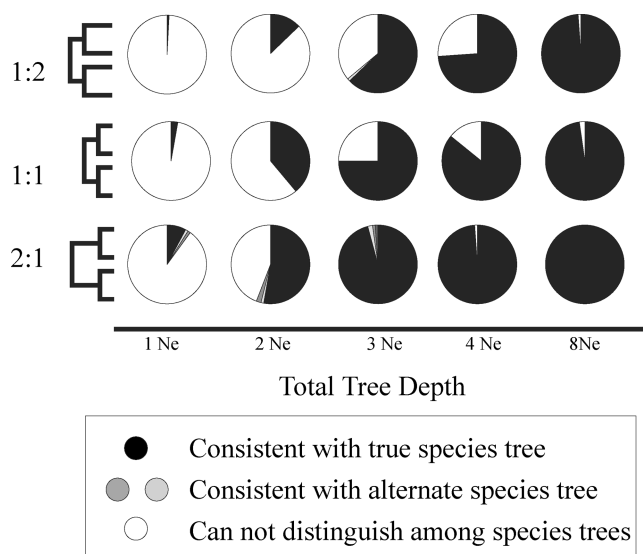 1:2
1:1
2:1
1 Ne 2 Ne 3 Ne 4 Ne 8Ne
Total Tree Depth
Consistent with true species tree
Consistent with alternate species tree
Can not distinguish among species trees